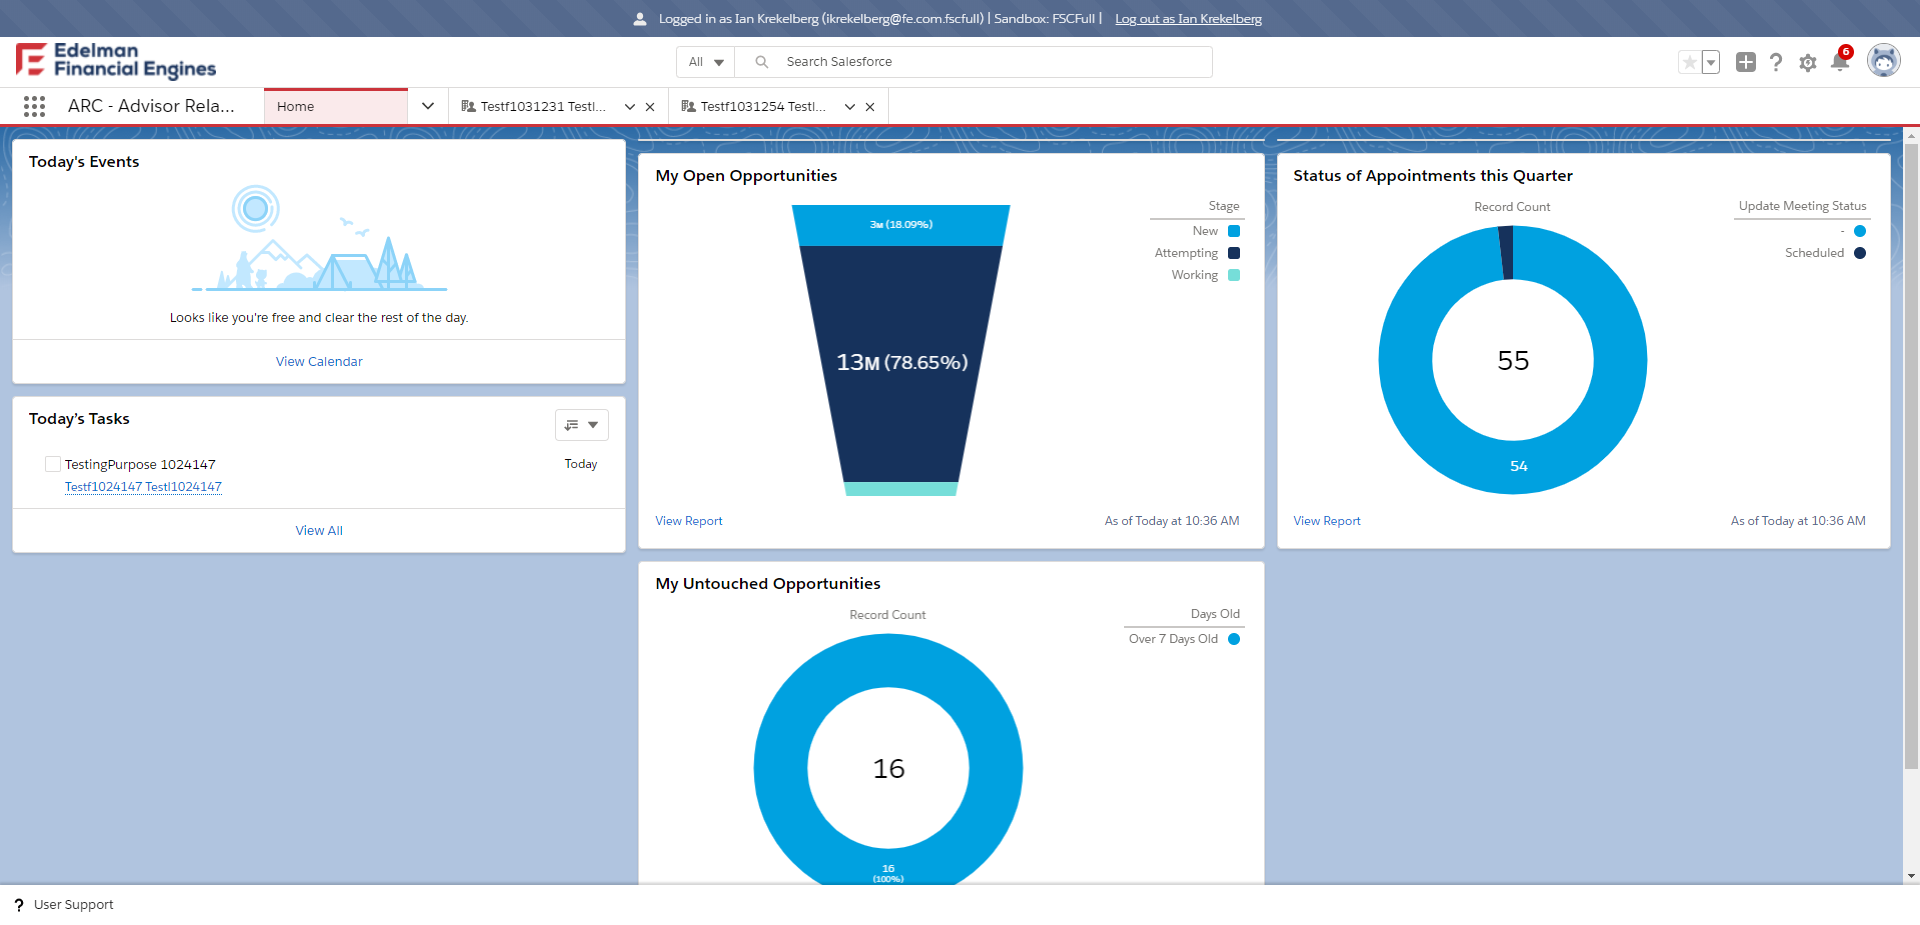 Logged in as Ian Krekelberg (ikrekelberg@fe.com.fscfull) | Sandbox: FSCFull | Log out as Ian Krekelberg
Edelman
Financial Engines
All
Search Salesforce
6
ARC - Advisor Rela...
Home
Testf1031231 Testl...
Testf1031254 Testl...
Today's Events
Looks like you're free and clear the rest of the day.
View Calendar
Today’s Tasks
TestingPurpose 1024147
Today
Testf1024147 Testl1024147
View All
My Open Opportunities
Stage
New
Attempting
Working
3M (18.09%)
13M (78.65%)
View Report
As of Today at 10:36 AM
Status of Appointments this Quarter
Record Count
Update Meeting Status
-
Scheduled
55
54
View Report
As of Today at 10:36 AM
My Untouched Opportunities
Record Count
Days Old
Over 7 Days Old
16
16
(100%)
? User Support